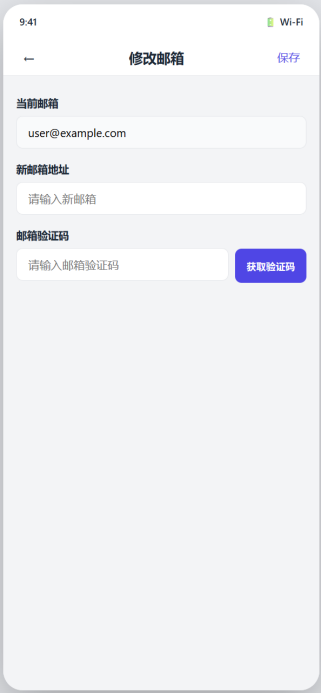 9:41 🔋 Wi-Fi
← 修改邮箱 保存
当前邮箱
user@example.com
新邮箱地址
请输入新邮箱
邮箱验证码
请输入邮箱验证码 获取验证码